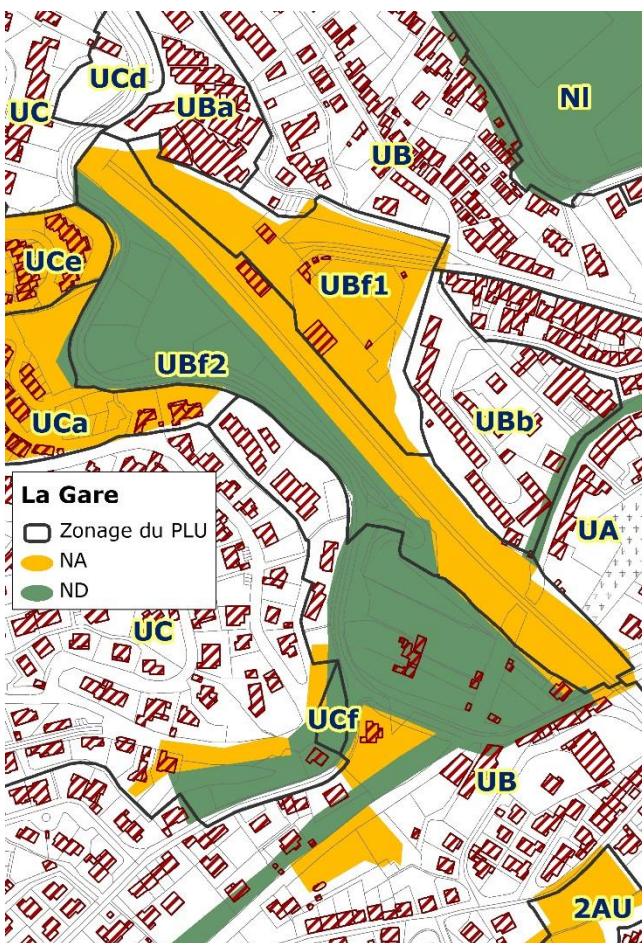 UCd
UC
UBa
Nl
UB
UCe
UBf1
UBf2
UCa
UBb
La Gare
Zonage du PLU
NA
ND
UA
UC
UCf
UB
2AU